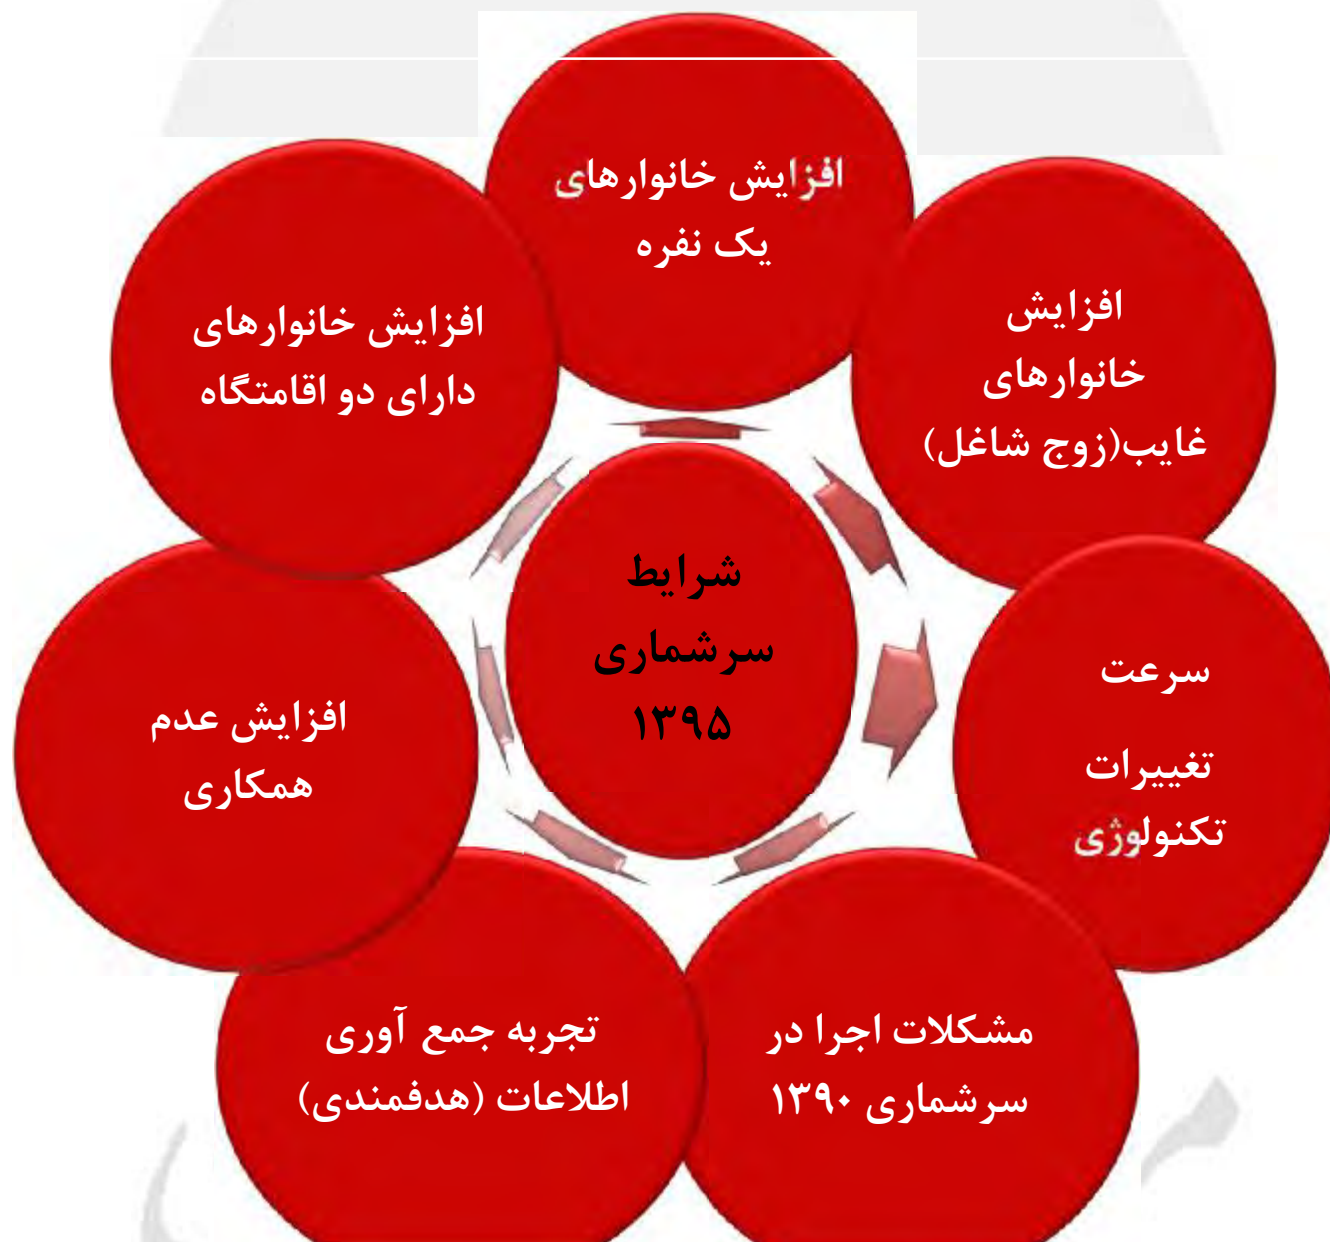 افزایش خانوارهای
یک نفره
افزایش
خانوارهای
غایب(زوج شاغل)
سرعت
تغییرات
تکنولوژی
مشکلات اجرا در
سرشماری ۱۳۹۰
تجربه جمع آوری
اطلاعات (هدفمندی)
افزایش عدم
همکاری
افزایش خانوارهای
دارای دو اقامتگاه
شرایط
سرشماری
۱۳۹۵